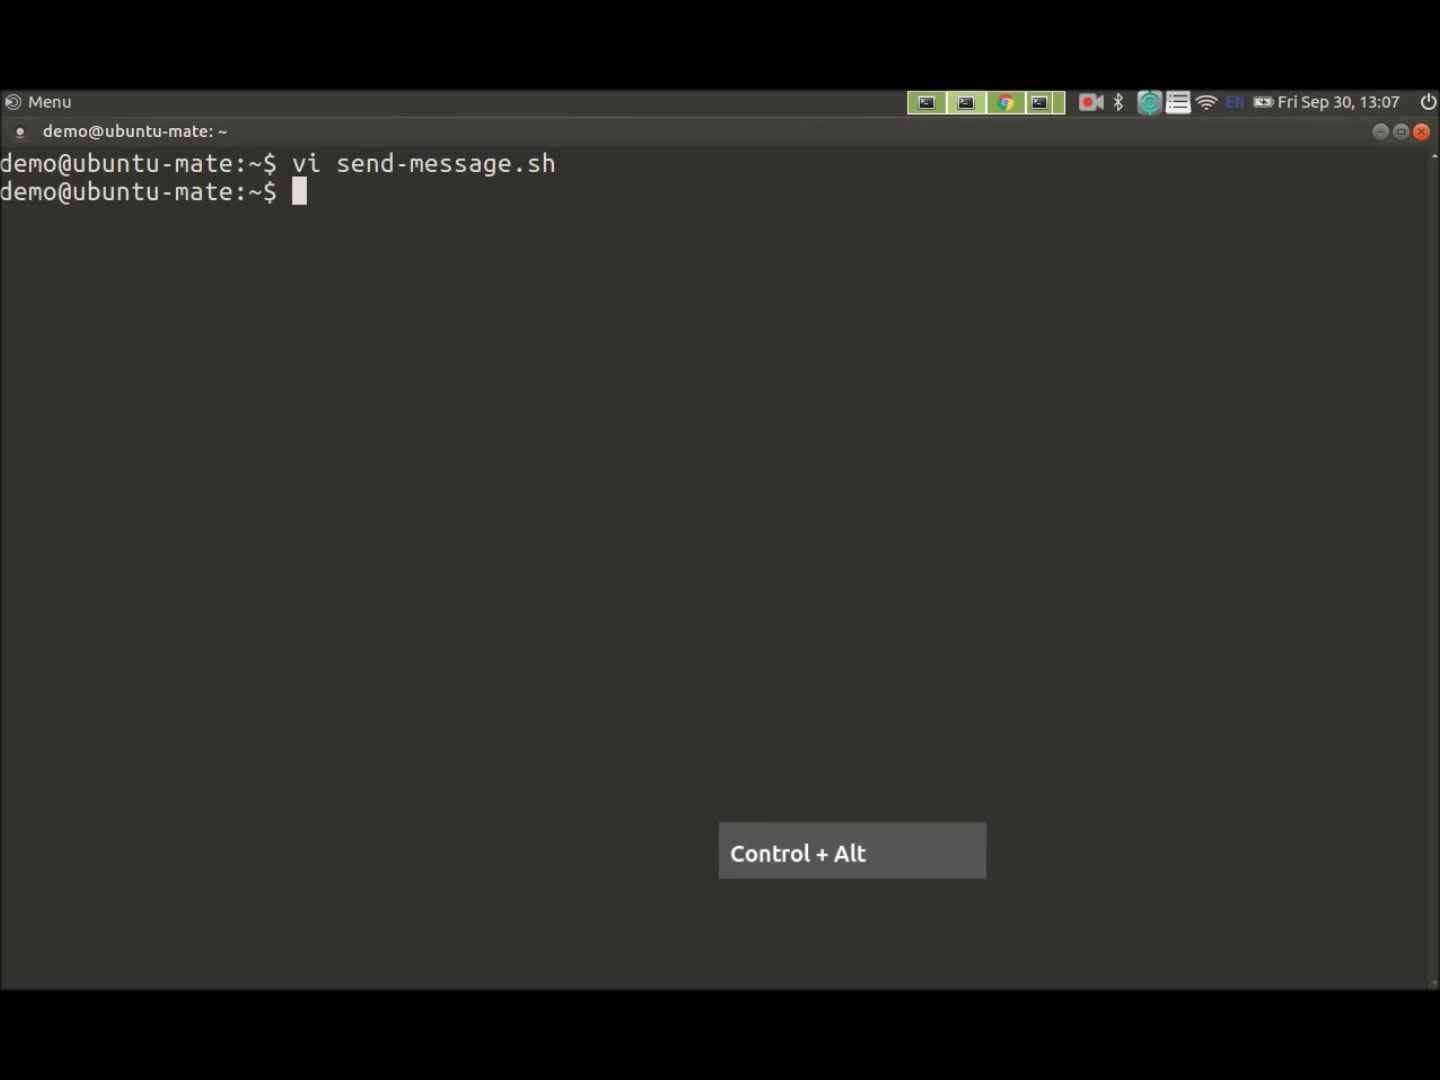 Menu
EN
Fri Sep 30, 13:07
demo@ubuntu-mate: ~
demo@ubuntu-mate:~$ vi send-message.sh
demo@ubuntu-mate:~$
Control + Alt